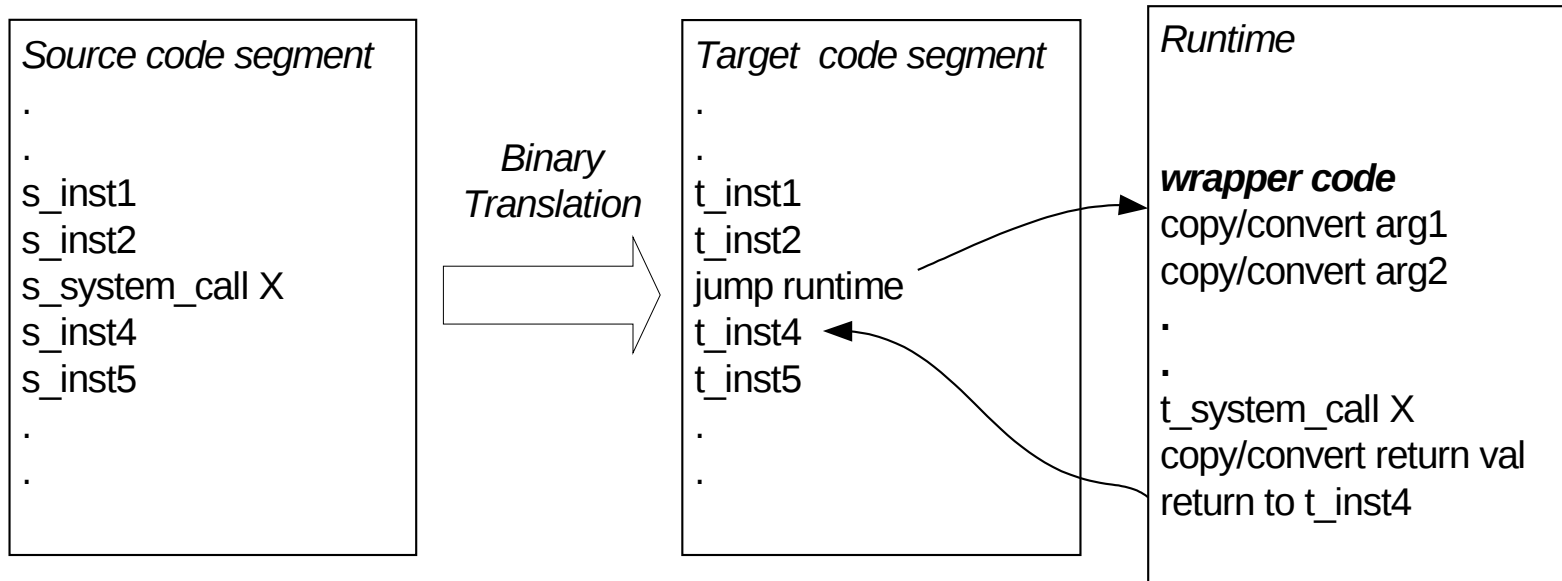 Source code segment
.
.
s_inst1
s_inst2
s_system_call X
s_inst4
s_inst5
.
.
Binary
Translation
Target code segment
.
.
t_inst1
t_inst2
jump runtime
t_inst4
t_inst5
.
.
Runtime
wrapper code
copy/convert arg1
copy/convert arg2
.
.
t_system_call X
copy/convert return val
return to t_inst4